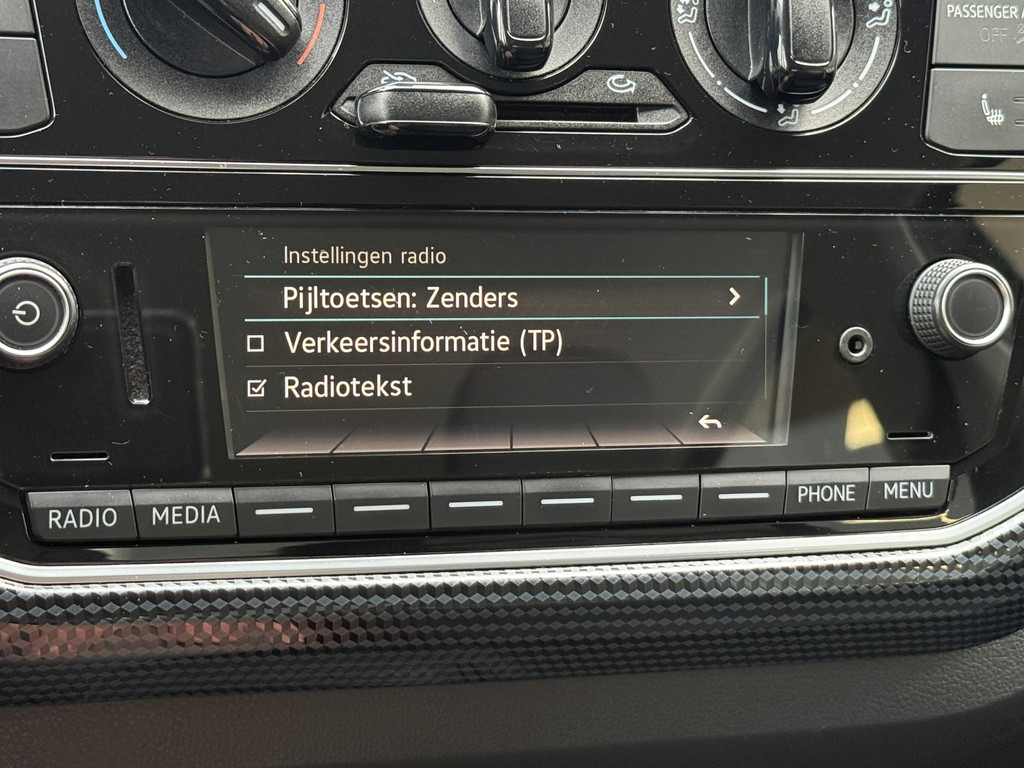 PASSENGER
OFF
Instellingen radio
Pijltoetsen: Zenders
Verkeersinformatie (TP)
Radiotekst
RADIO
MEDIA
PHONE
MENU